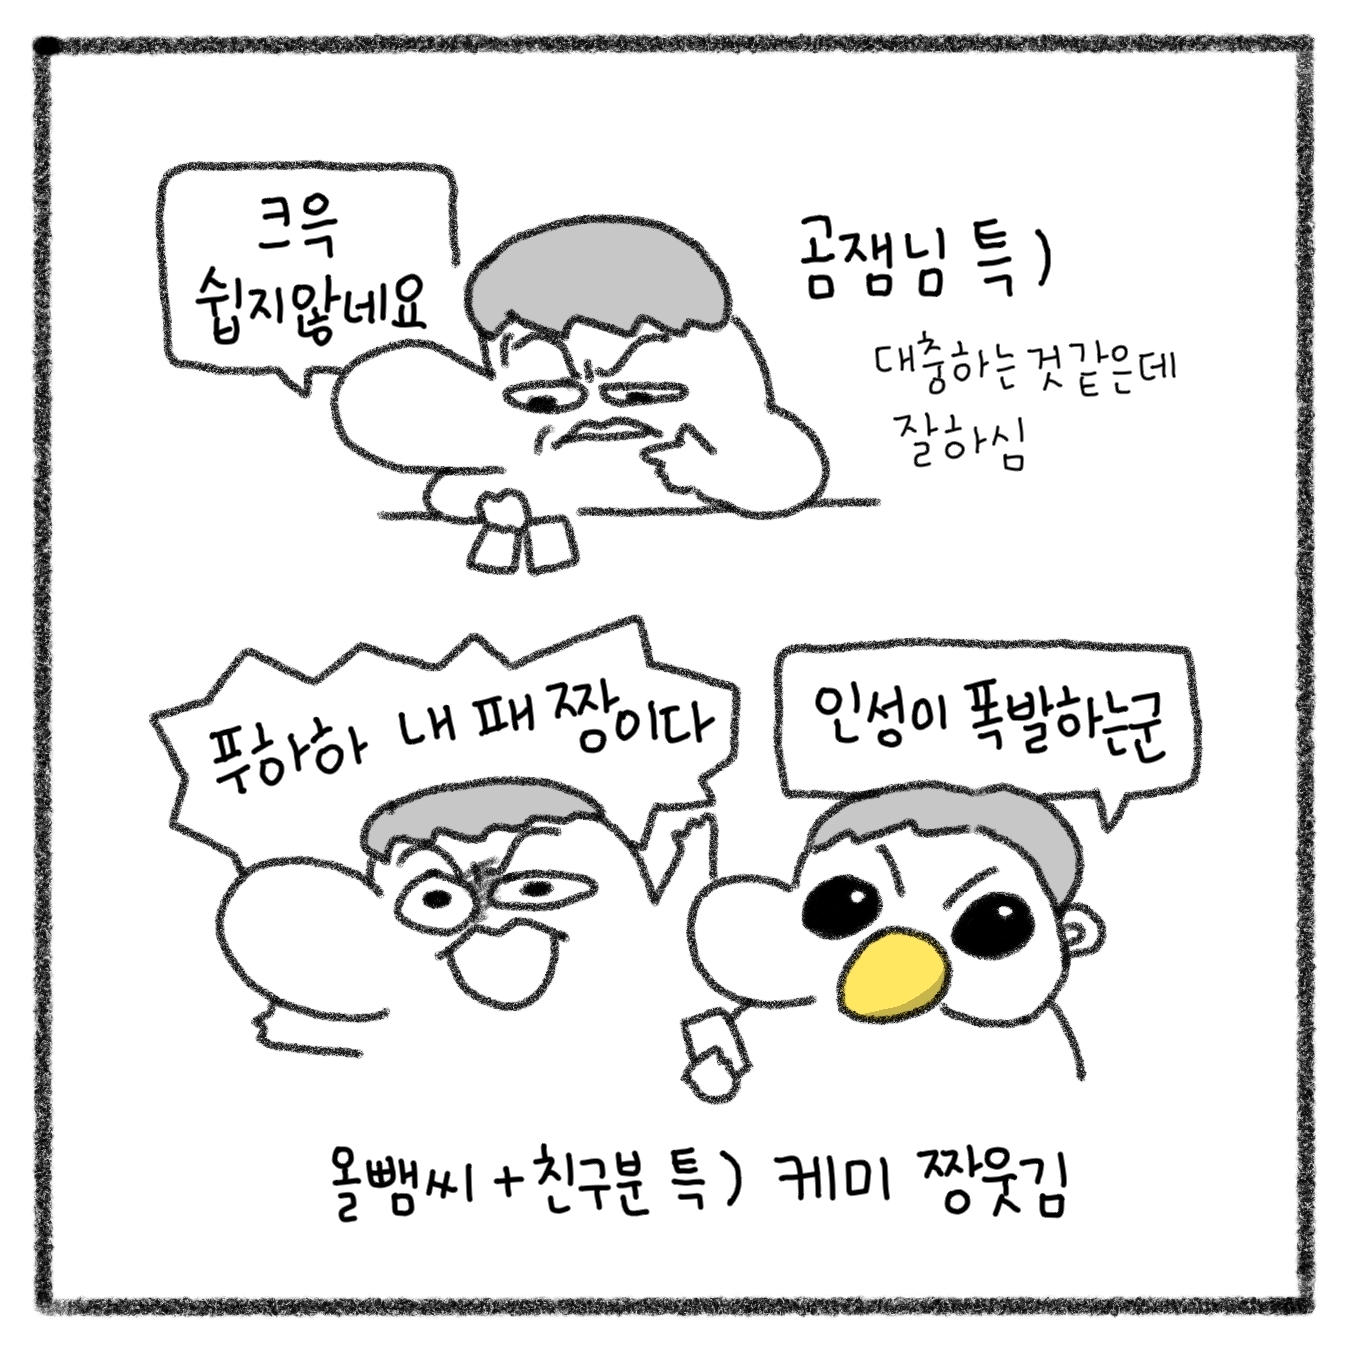 크윽
쉽지않네요
곰잼님 특)
대충하는 것 같은데
잘하심
푸하하 내 패 짱이다
인성이 폭발하는군
올뺌씨 + 친구분 특) 케미 짱웃김